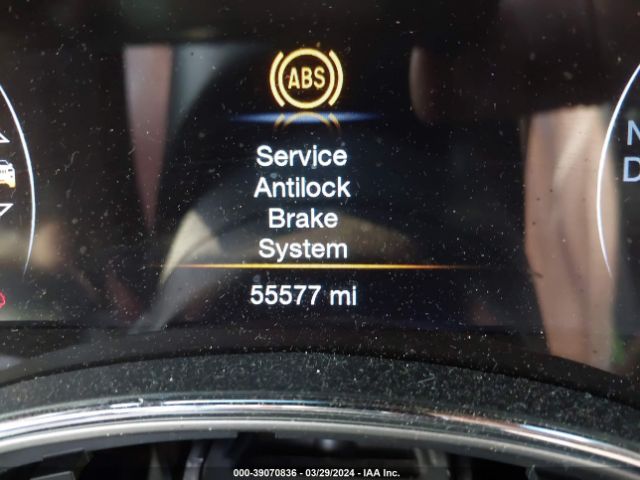 ABS
Service
Antilock
Brake
System
55577 mi
N
D
000-39070836 - 03/29/2024 - IAA Inc.